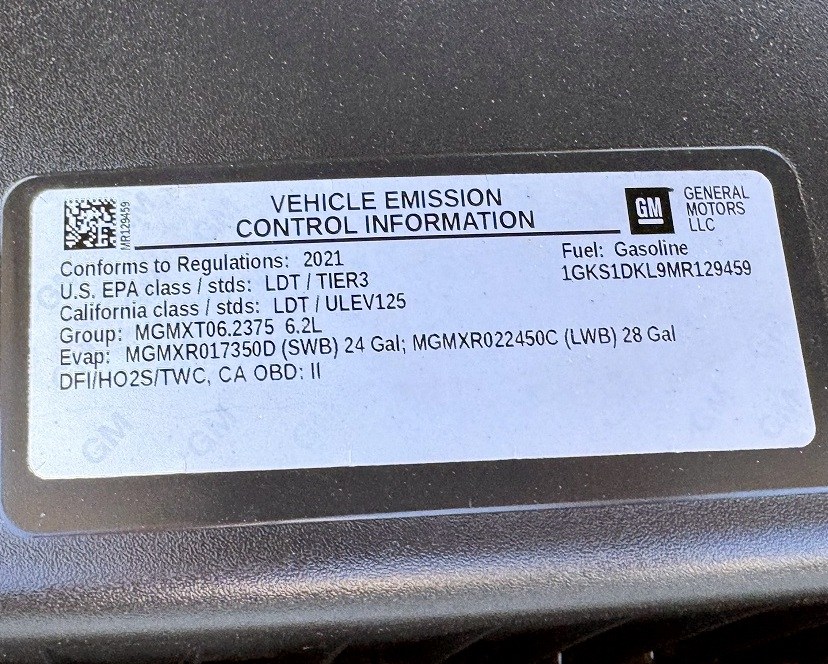 VEHICLE EMISSION
CONTROL INFORMATION
GM
GENERAL
MOTORS
LLC
MR129459
Conforms to Regulations: 2021
Fuel: Gasoline
U.S. EPA class / stds: LDT / TIER3
1GKS1DKL9MR129459
California class / stds: LDT / ULEV125
Group: MGMXT06.2375 6.2L
Evap: MGMXR017350D (SWB) 24 Gal; MGMXR022450C (LWB) 28 Gal
DFI/HO2S/TWC, CA OBD: II
GM
GM